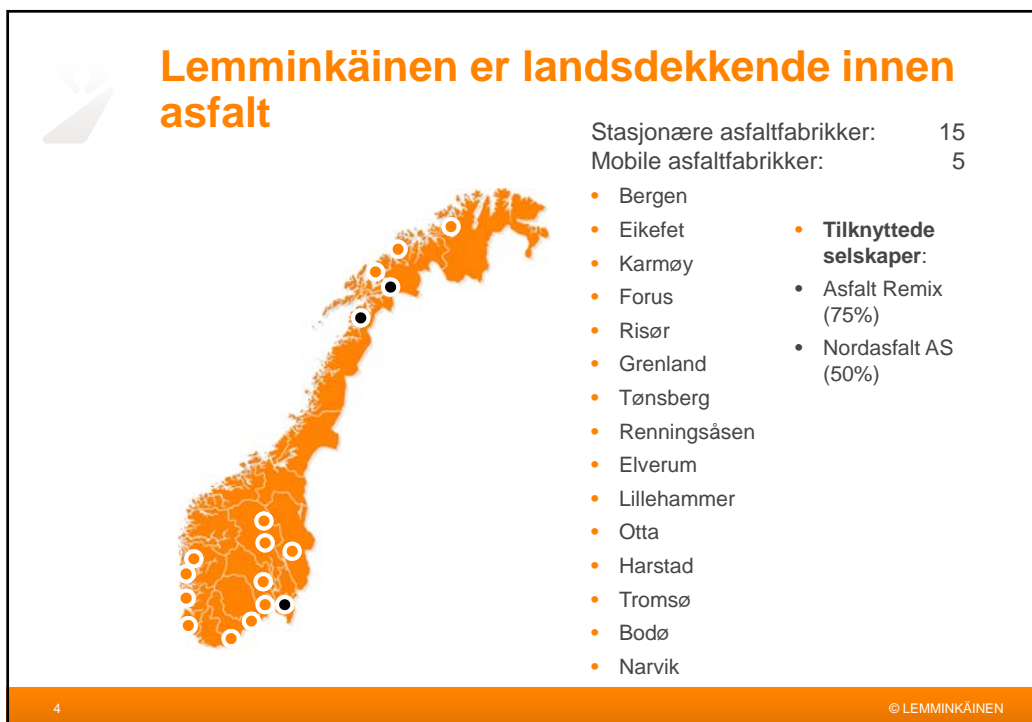 Lemminkäinen er landsdekkende innen
asfalt
Stasjonære asfaltfabrikker: 15
Mobile asfaltfabrikker: 5
• Bergen
• Eikefet
• Karmøy
• Forus
• Risør
• Grenland
• Tønsberg
• Renningsåsen
• Elverum
• Lillehammer
• Otta
• Harstad
• Tromsø
• Bodø
• Narvik
• Tilknyttede
selskaper:
• Asfalt Remix
(75%)
• Nordasfalt AS
(50%)
4
© LEMMINKÄINEN